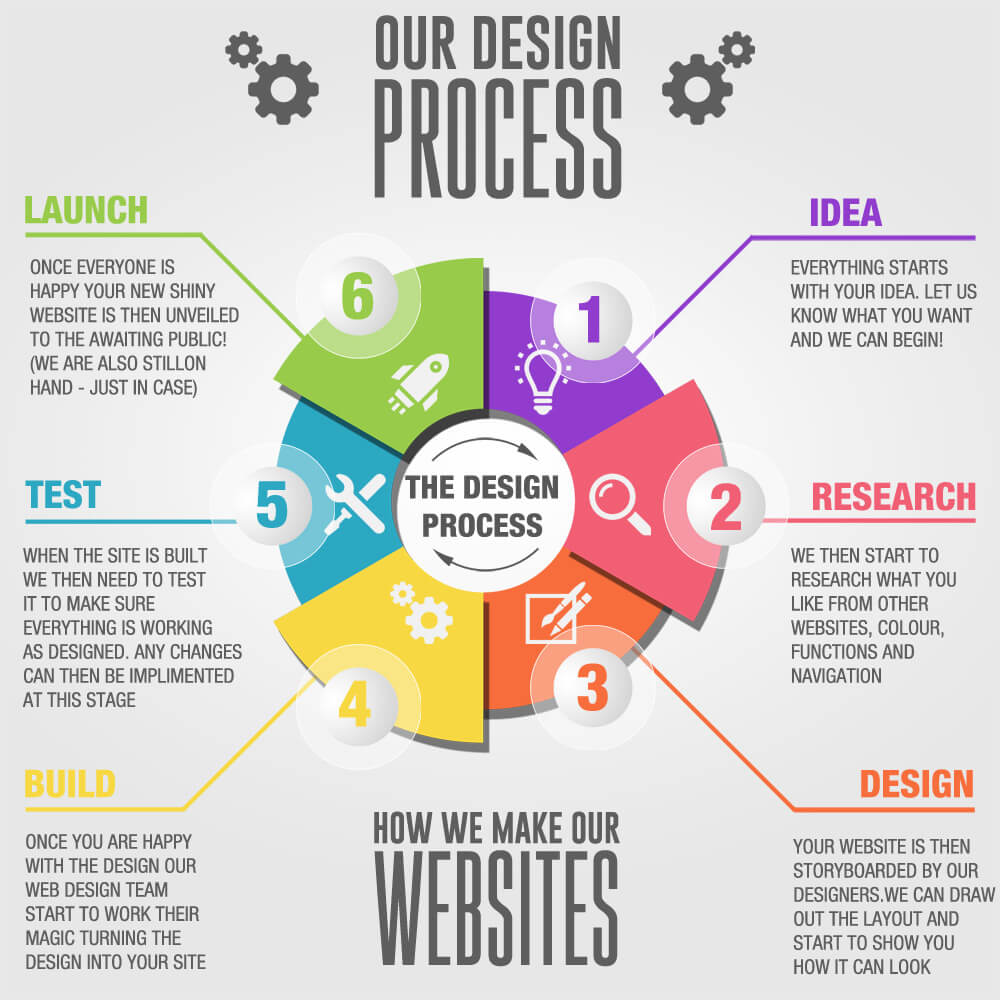 OUR DESIGN
PROCESS
IDEA
EVERYTHING STARTS
WITH YOUR IDEA. LET US
KNOW WHAT YOU WANT
AND WE CAN BEGIN!
1
RESEARCH
WE THEN START TO
RESEARCH WHAT YOU
LIKE FROM OTHER
WEBSITES, COLOUR,
FUNCTIONS AND
NAVIGATION
2
DESIGN
YOUR WEBSITE IS THEN
STORYBOARDED BY OUR
DESIGNERS.WE CAN DRAW
OUT THE LAYOUT AND
START TO SHOW YOU
HOW IT CAN LOOK
3
BUILD
ONCE YOU ARE HAPPY
WITH THE DESIGN OUR
WEB DESIGN TEAM
START TO WORK THEIR
MAGIC TURNING THE
DESIGN INTO YOUR SITE
4
TEST
WHEN THE SITE IS BUILT
WE THEN NEED TO TEST
IT TO MAKE SURE
EVERYTHING IS WORKING
AS DESIGNED. ANY CHANGES
CAN THEN BE IMPLIMENTED
AT THIS STAGE
5
LAUNCH
ONCE EVERYONE IS
HAPPY YOUR NEW SHINY
WEBSITE IS THEN UNVEILED
TO THE AWAITING PUBLIC!
(WE ARE ALSO STILLON
HAND - JUST IN CASE)
6
THE DESIGN
PROCESS
HOW WE MAKE OUR
WEBSITES